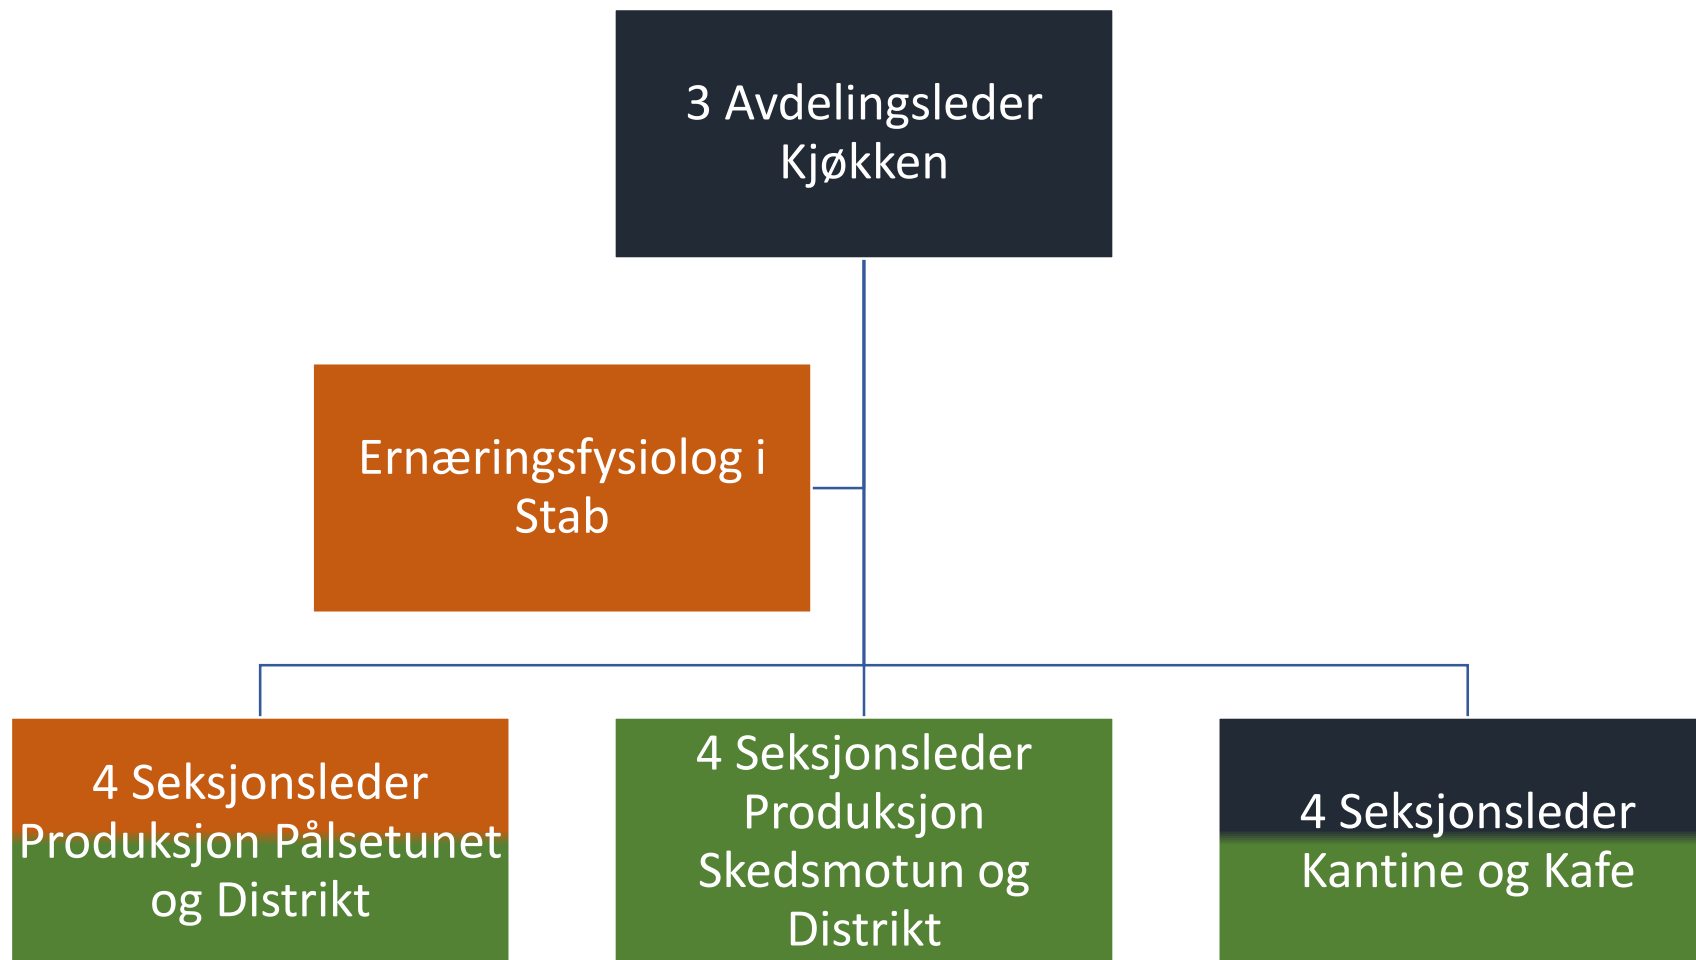 3 Avdelingsleder
Kjøkken
Ernæringsfysiolog i
Stab
4 Seksjonsleder
Produksjon Pålsetunet
og Distrikt
4 Seksjonsleder
Produksjon
Skedsmotun og
Distrikt
4 Seksjonsleder
Kantine og Kafe